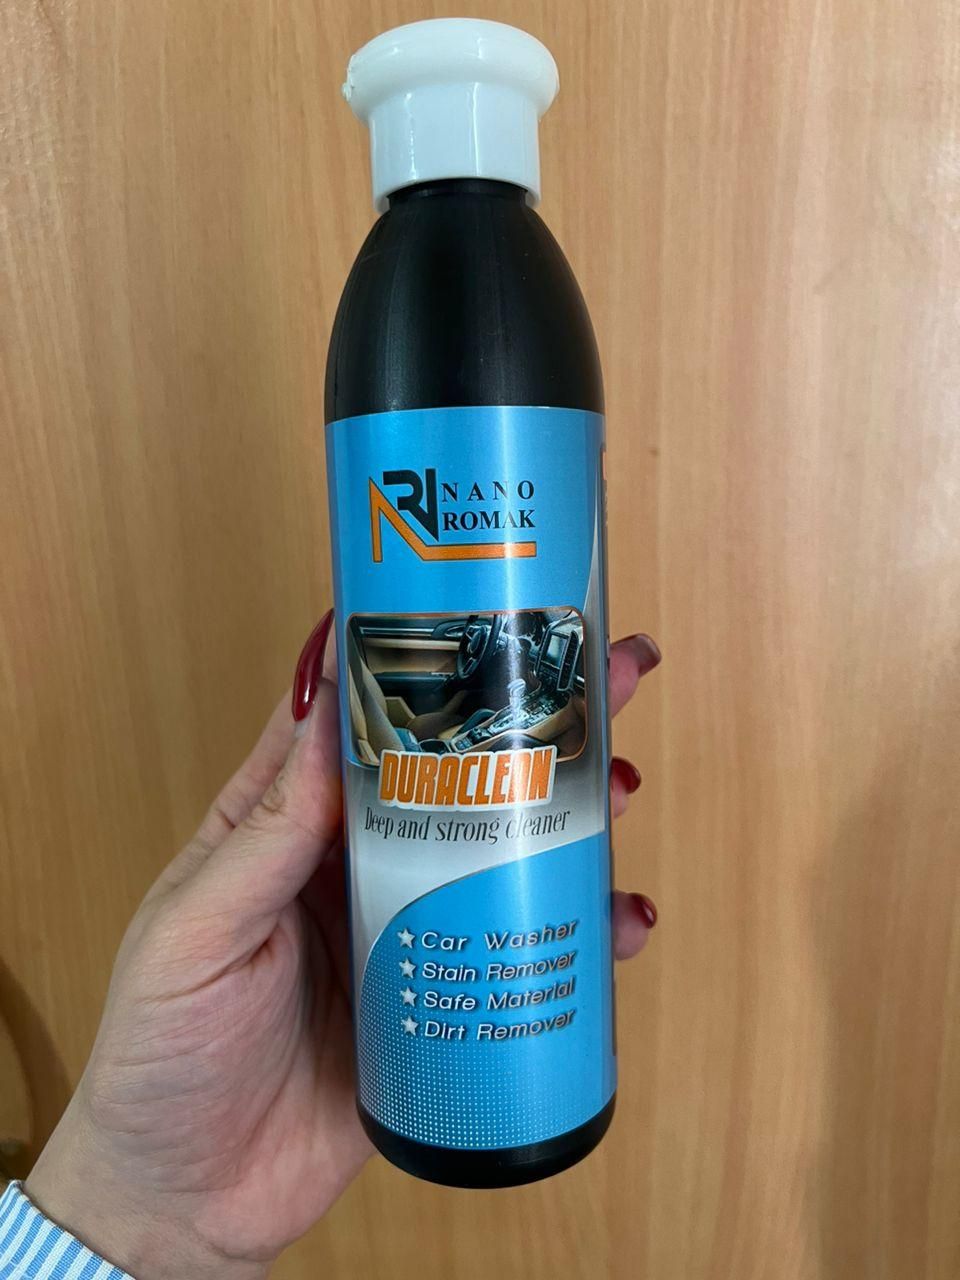 NANO
ROMAK
DURACLEAN
Deep and strong cleaner
Car Washer
Stain Remover
Safe Material
Dirt Remover